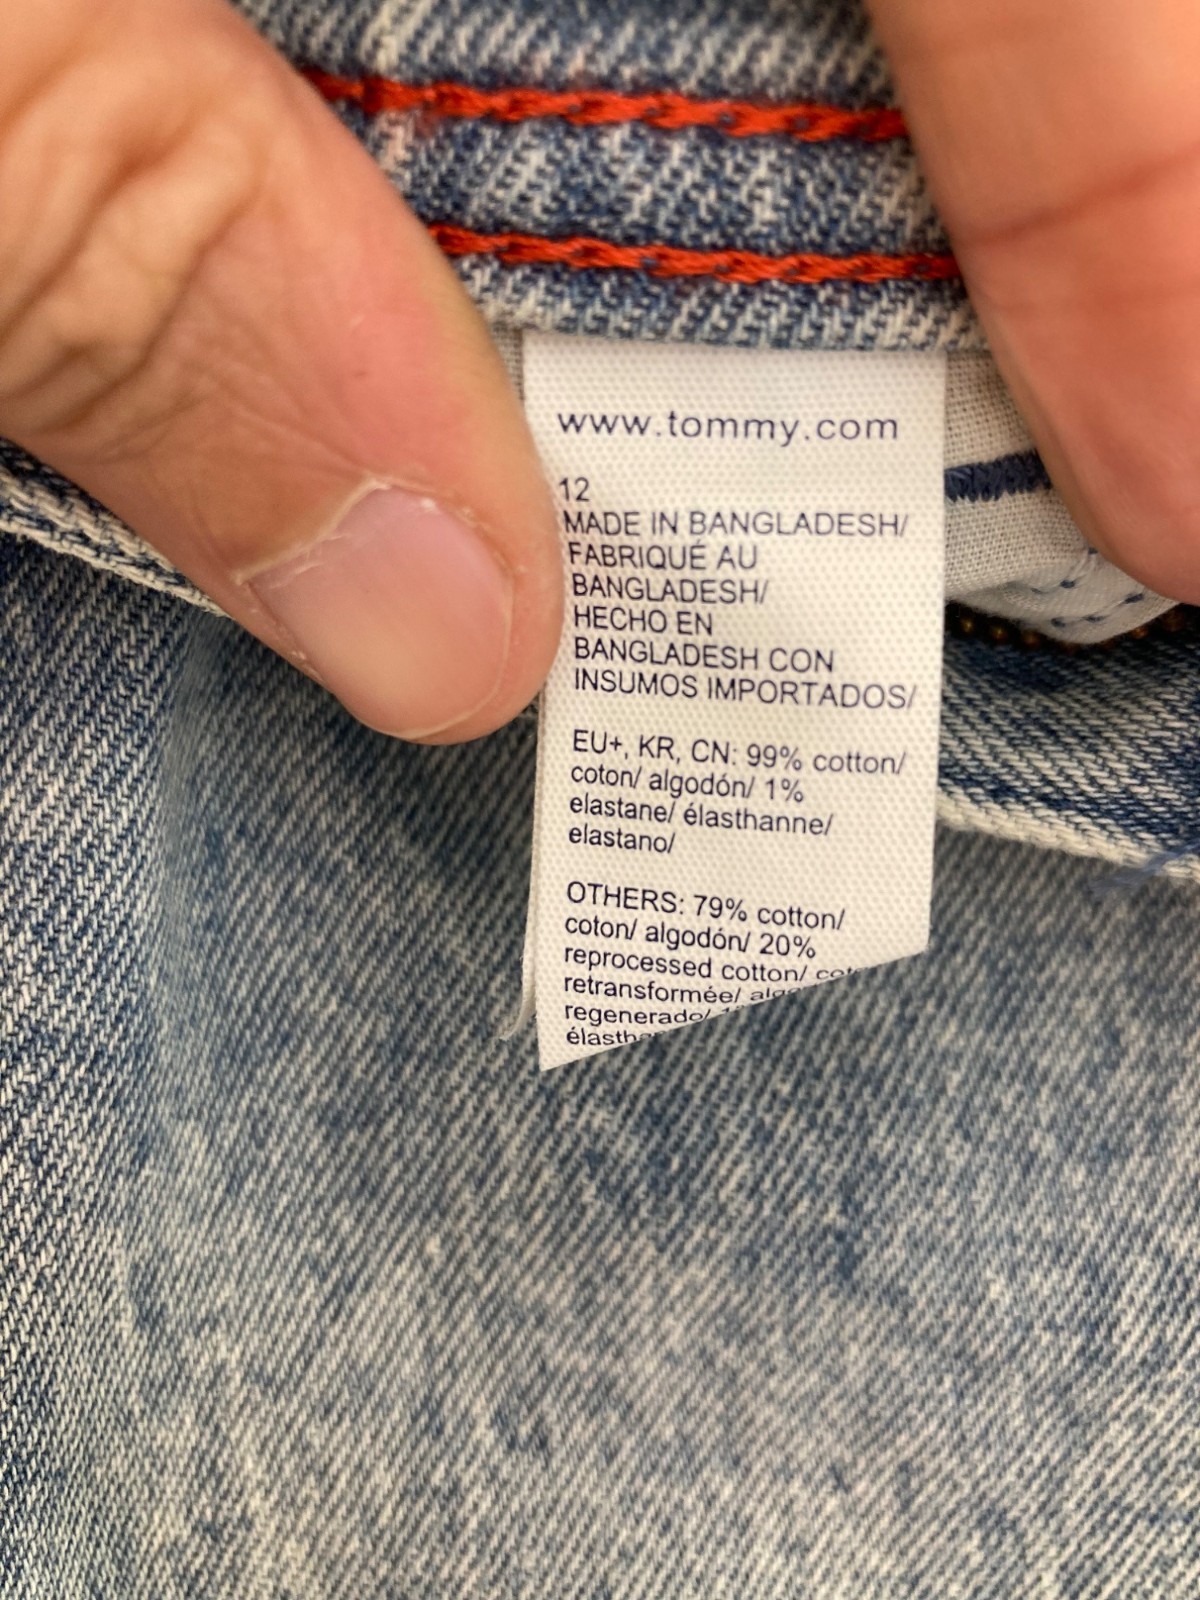 www.tommy.com
12
MADE IN BANGLADESH/
FABRIQUÉ AU
BANGLADESH/
HECHO EN
BANGLADESH CON
INSUMOS IMPORTADOS/
EU+, KR, CN: 99% cotton/
coton/ algodón/ 1%
elastane/ élasthanne/
elastano/
OTHERS: 79% cotton/
coton/ algodón/ 20%
reprocessed cotton/
retransformée/
regenerado/